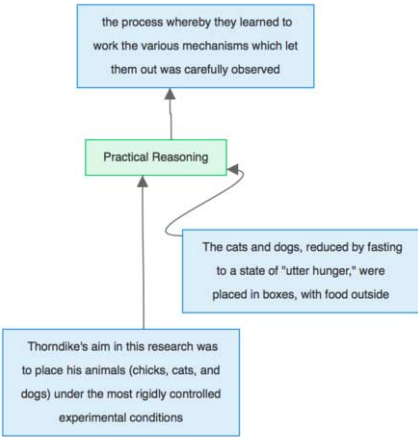 the process whereby they learned to
work the various mechanisms which let
them out was carefully observed
Practical Reasoning
The cats and dogs, reduced by fasting
to a state of "utter hunger," were
placed in boxes, with food outside
Thorndike's aim in this research was
to place his animals (chicks, cats, and
dogs) under the most rigidly controlled
experimental conditions